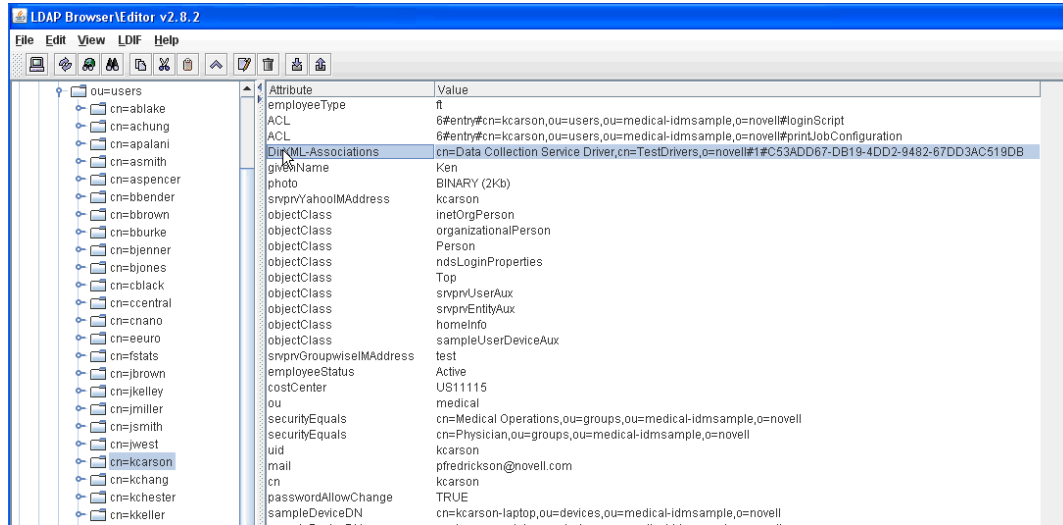 LDAP Browser\Editor v2.8.2
File Edit View LDIF Help
ou=users
cn=ablake
cn=achung
cn=apalani
cn=asmith
cn=aspencer
cn=bbender
cn=bbrown
cn=bburke
cn=bjenner
cn=bjones
cn=cblack
cn=ccentral
cn=cnano
cn=eeuro
cn=fstats
cn=jbrown
cn=jkelley
cn=jmiller
cn=jsmith
cn=jwest
cn=kcarson
cn=kchang
cn=kchester
cn=kkeller
Attribute Value
employeeType ft
ACL 6#entry#cn=kcarson,ou=users,ou=medical-idmsample,o=novell#loginScript
ACL 6#entry#cn=kcarson,ou=users,ou=medical-idmsample,o=novell#printJobConfiguration
DirXML-Associations cn=Data Collection Service Driver,cn=TestDrivers,o=novell#1#C53ADD67-DB19-4DD2-9482-67DD3AC519DB
givenName Ken
photo BINARY (2Kb)
srvprvYahooIMAddress kcarson
objectClass inetOrgPerson
objectClass organizationalPerson
objectClass Person
objectClass ndsLoginProperties
objectClass Top
objectClass srvprvUserAux
objectClass srvprvEntityAux
objectClass homeInfo
objectClass sampleUserDeviceAux
srvprvGroupwiseIMAddress test
employeeStatus Active
costCenter US11115
ou medical
securityEquals cn=Medical Operations,ou=groups,ou=medical-idmsample,o=novell
securityEquals cn=Physician,ou=groups,ou=medical-idmsample,o=novell
uid kcarson
mail pfredrickson@novell.com
cn kcarson
passwordAllowChange TRUE
sampleDeviceDN cn=kcarson-laptop,ou=devices,ou=medical-idmsample,o=novell